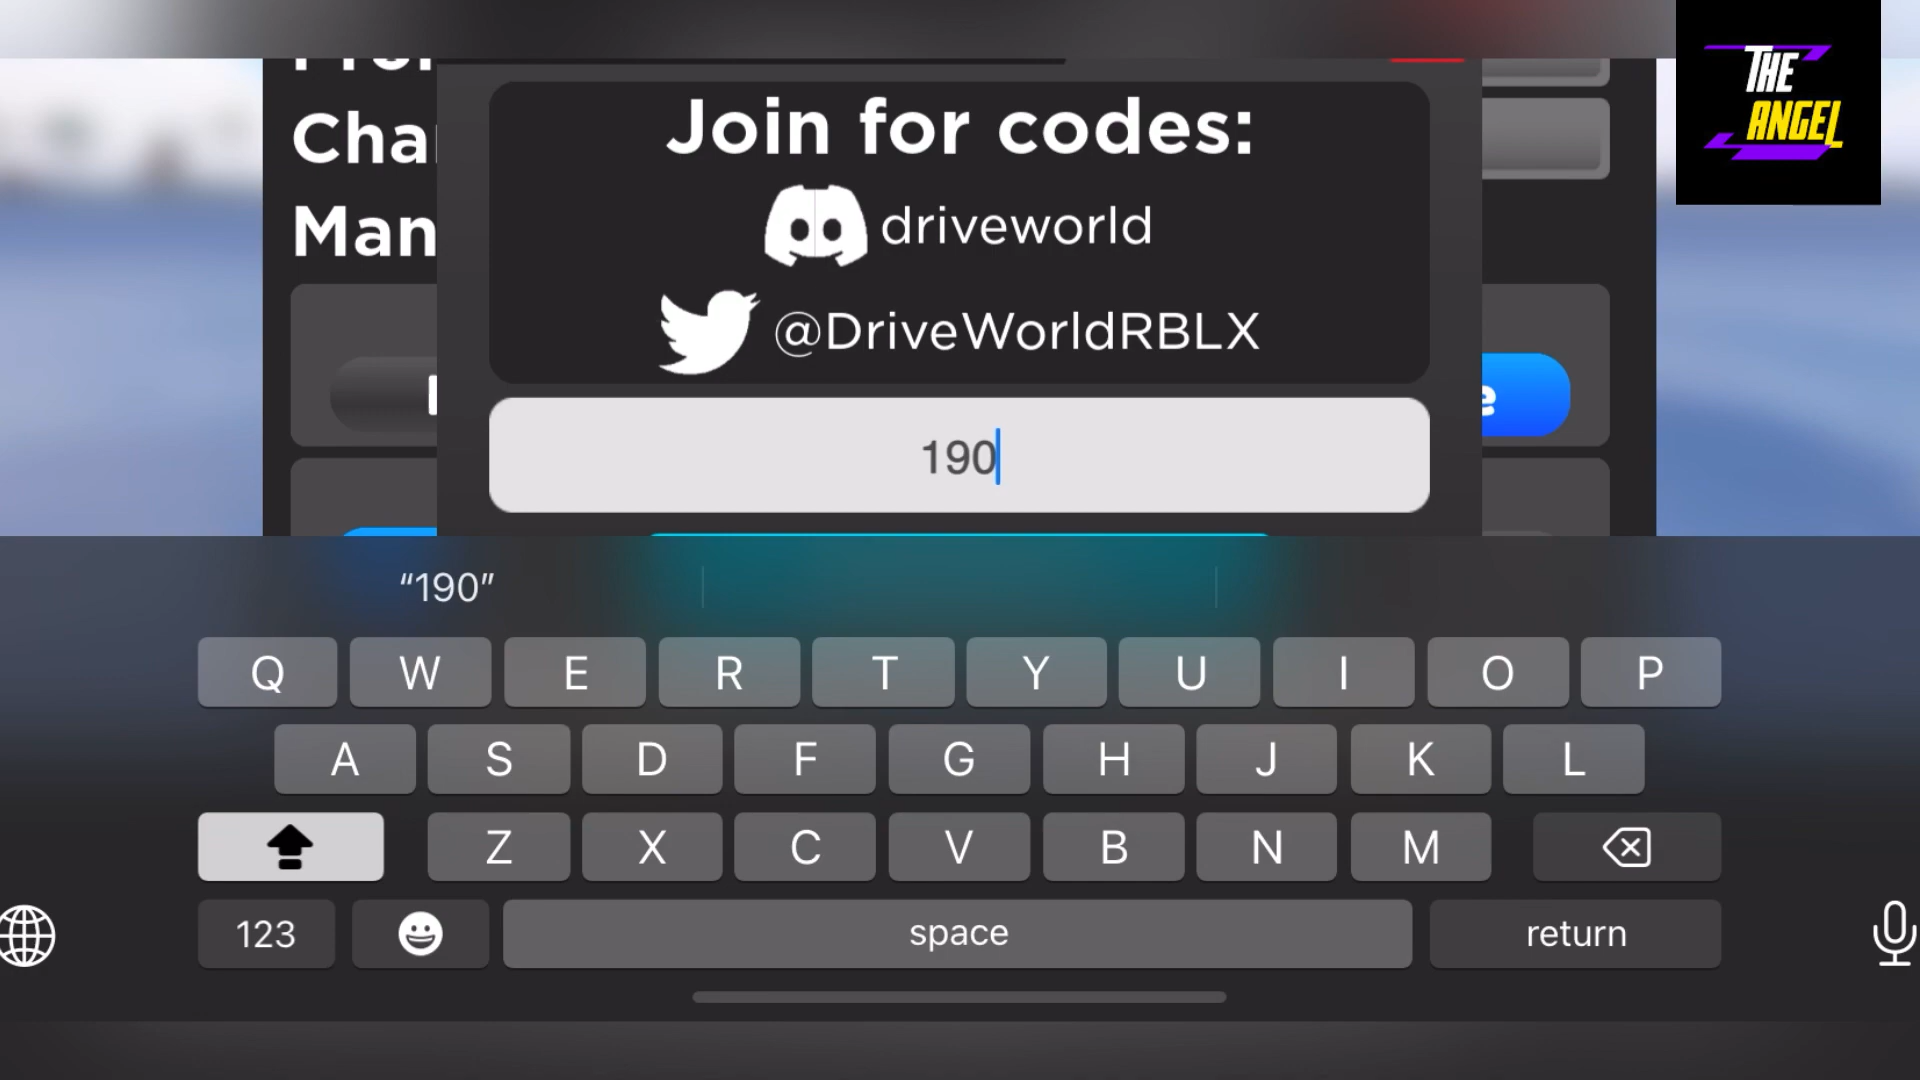 THE
ANGEL
Join for codes:
Cha
driveworld
Man
@DriveWorldRBLX
e
190
“190”
Q W E R T Y U I O P
A S D F G H J K L
Z X C V B N M
123 space return